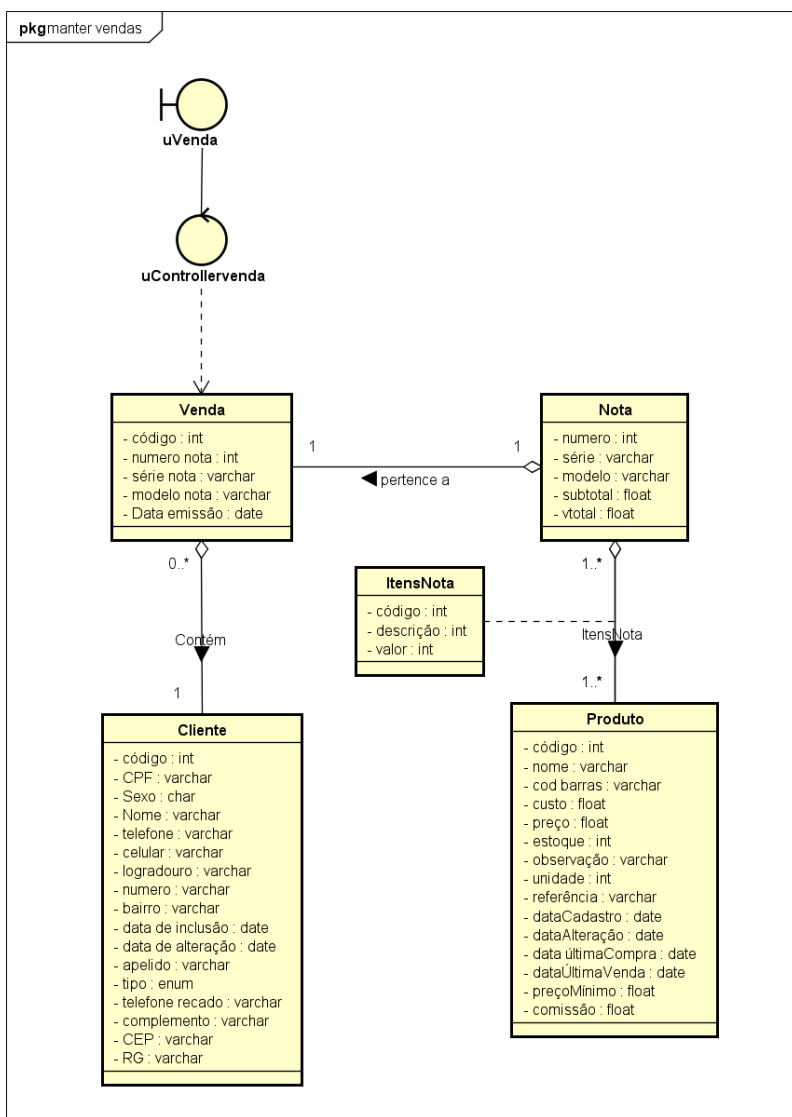 pkg manter vendas
uVenda
uControllervenda
Venda
- código : int
- numero nota : int
- série nota : varchar
- modelo nota : varchar
- Data emissão : date
1
1
pertence a
Nota
- numero : int
- série : varchar
- modelo : varchar
- subtotal : float
- vtotal : float
0..*
Contém
1
ItensNota
- código : int
- descrição : int
- valor : int
1..*
ItensNota
1..*
Cliente
- código : int
- CPF : varchar
- Sexo : char
- Nome : varchar
- telefone : varchar
- celular : varchar
- logradouro : varchar
- numero : varchar
- bairro : varchar
- data de inclusão : date
- data de alteração : date
- apelido : varchar
- tipo : enum
- telefone recado : varchar
- complemento : varchar
- CEP : varchar
- RG : varchar
Produto
- código : int
- nome : varchar
- cod barras : varchar
- custo : float
- preço : float
- estoque : int
- observação : varchar
- unidade : int
- referência : varchar
- dataCadastro : date
- dataAlteração : date
- data últimaCompra : date
- dataÚltimaVenda : date
- preçoMínimo : float
- comissão : float